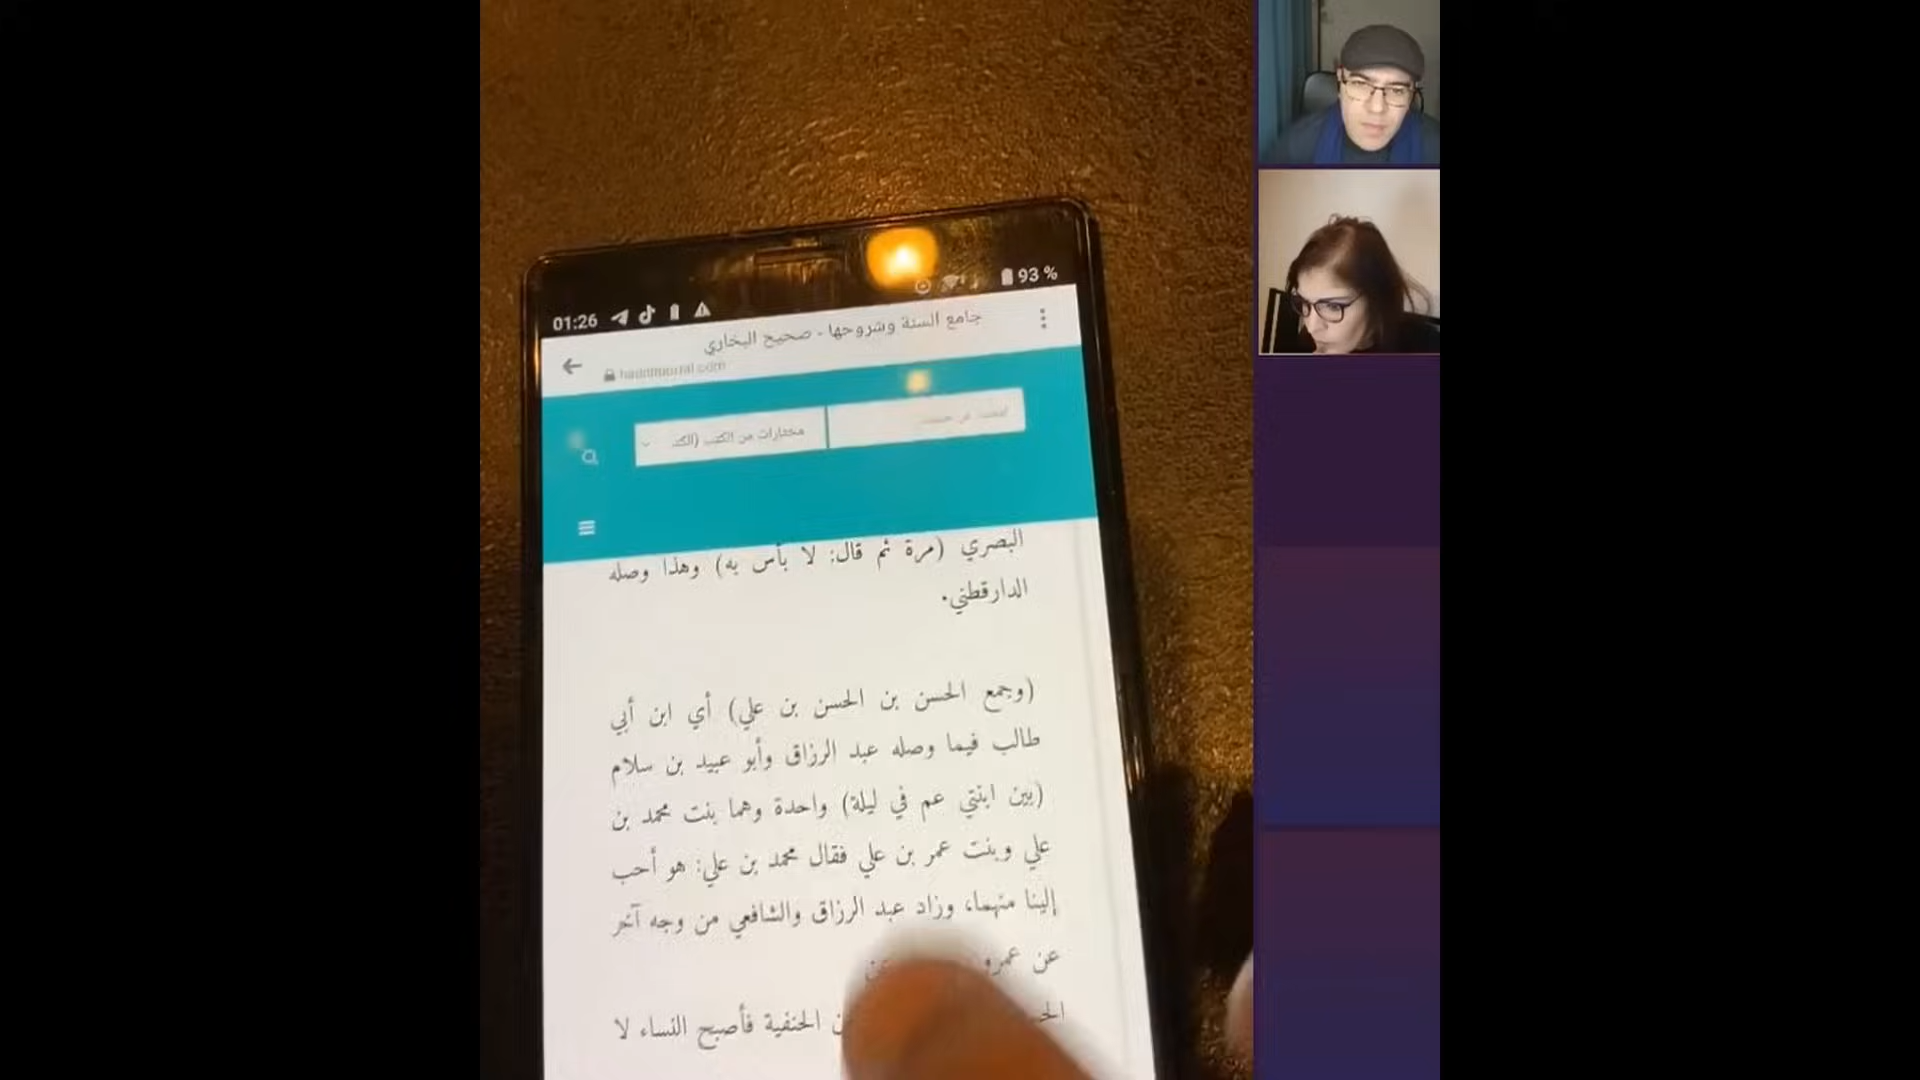 01:26
93 %
جامع السنة وشروحها - صحيح البخاري
مختارات من الكتب (الكتـ
البصري (مرة ثم قال: لا بأس به) وهذا وصله
الدارقطني.
(وجمع الحسن بن الحسن بن علي) أي ابن أبي
طالب فيما وصله عبد الرزاق وأبو عبيد بن سلام
(بين ابنتي عم في ليلة) واحدة وهما بنت محمد بن
علي وبنت عمر بن علي فقال محمد بن علي: هو أحب
إلينا منهما، وزاد عبد الرزاق والشافعي من وجه آخر
عن عمرو عن
الحنفية فأصبح النساء لا